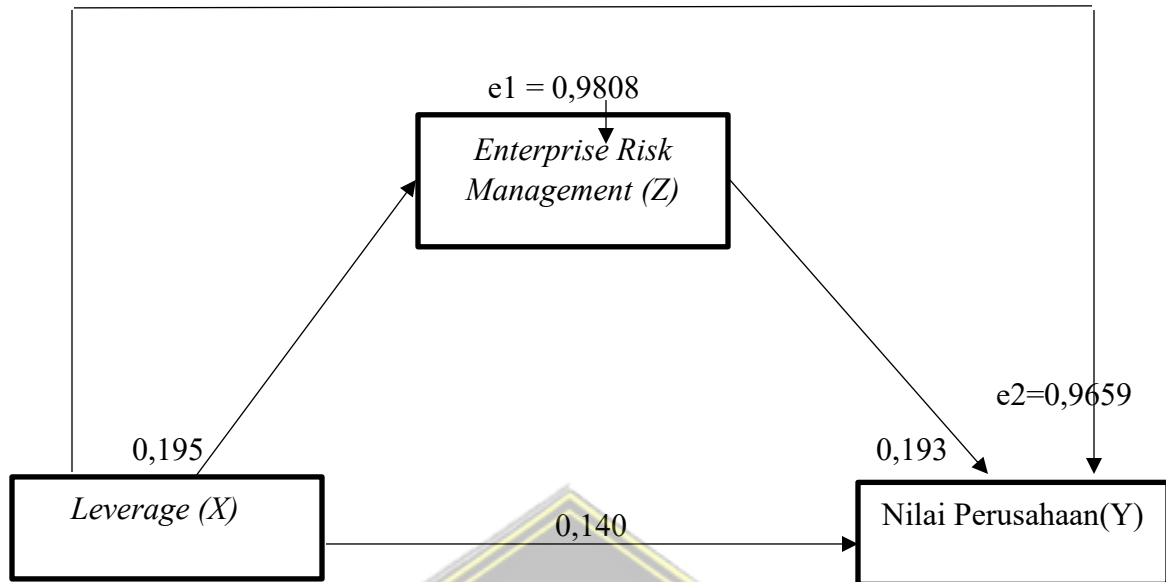 e1 = 0,9808
Enterprise Risk
Management (Z)
e2=0,9659
0,195
0,193
Leverage (X)
0,140
Nilai Perusahaan(Y)